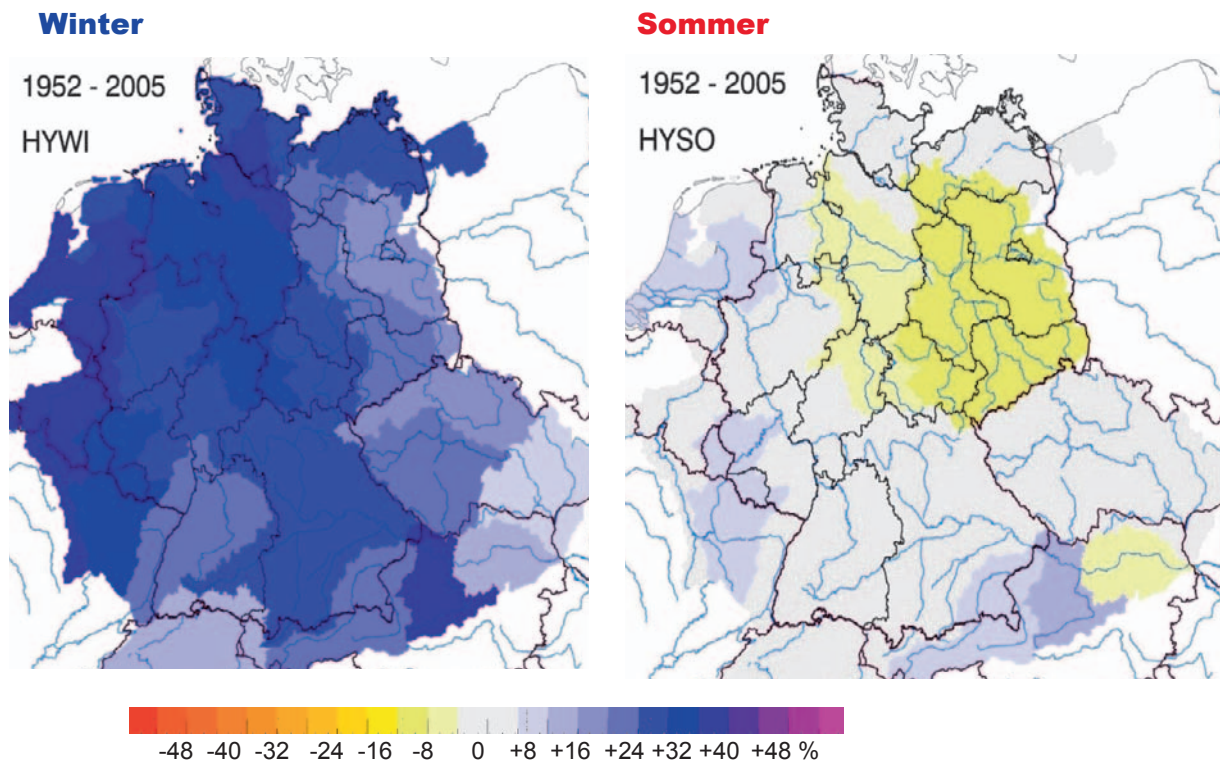 Winter
Sommer
1952 - 2005
HYWI
1952 - 2005
HYSO
-48 -40 -32 -24 -16 -8 0 +8 +16 +24 +32 +40 +48 %